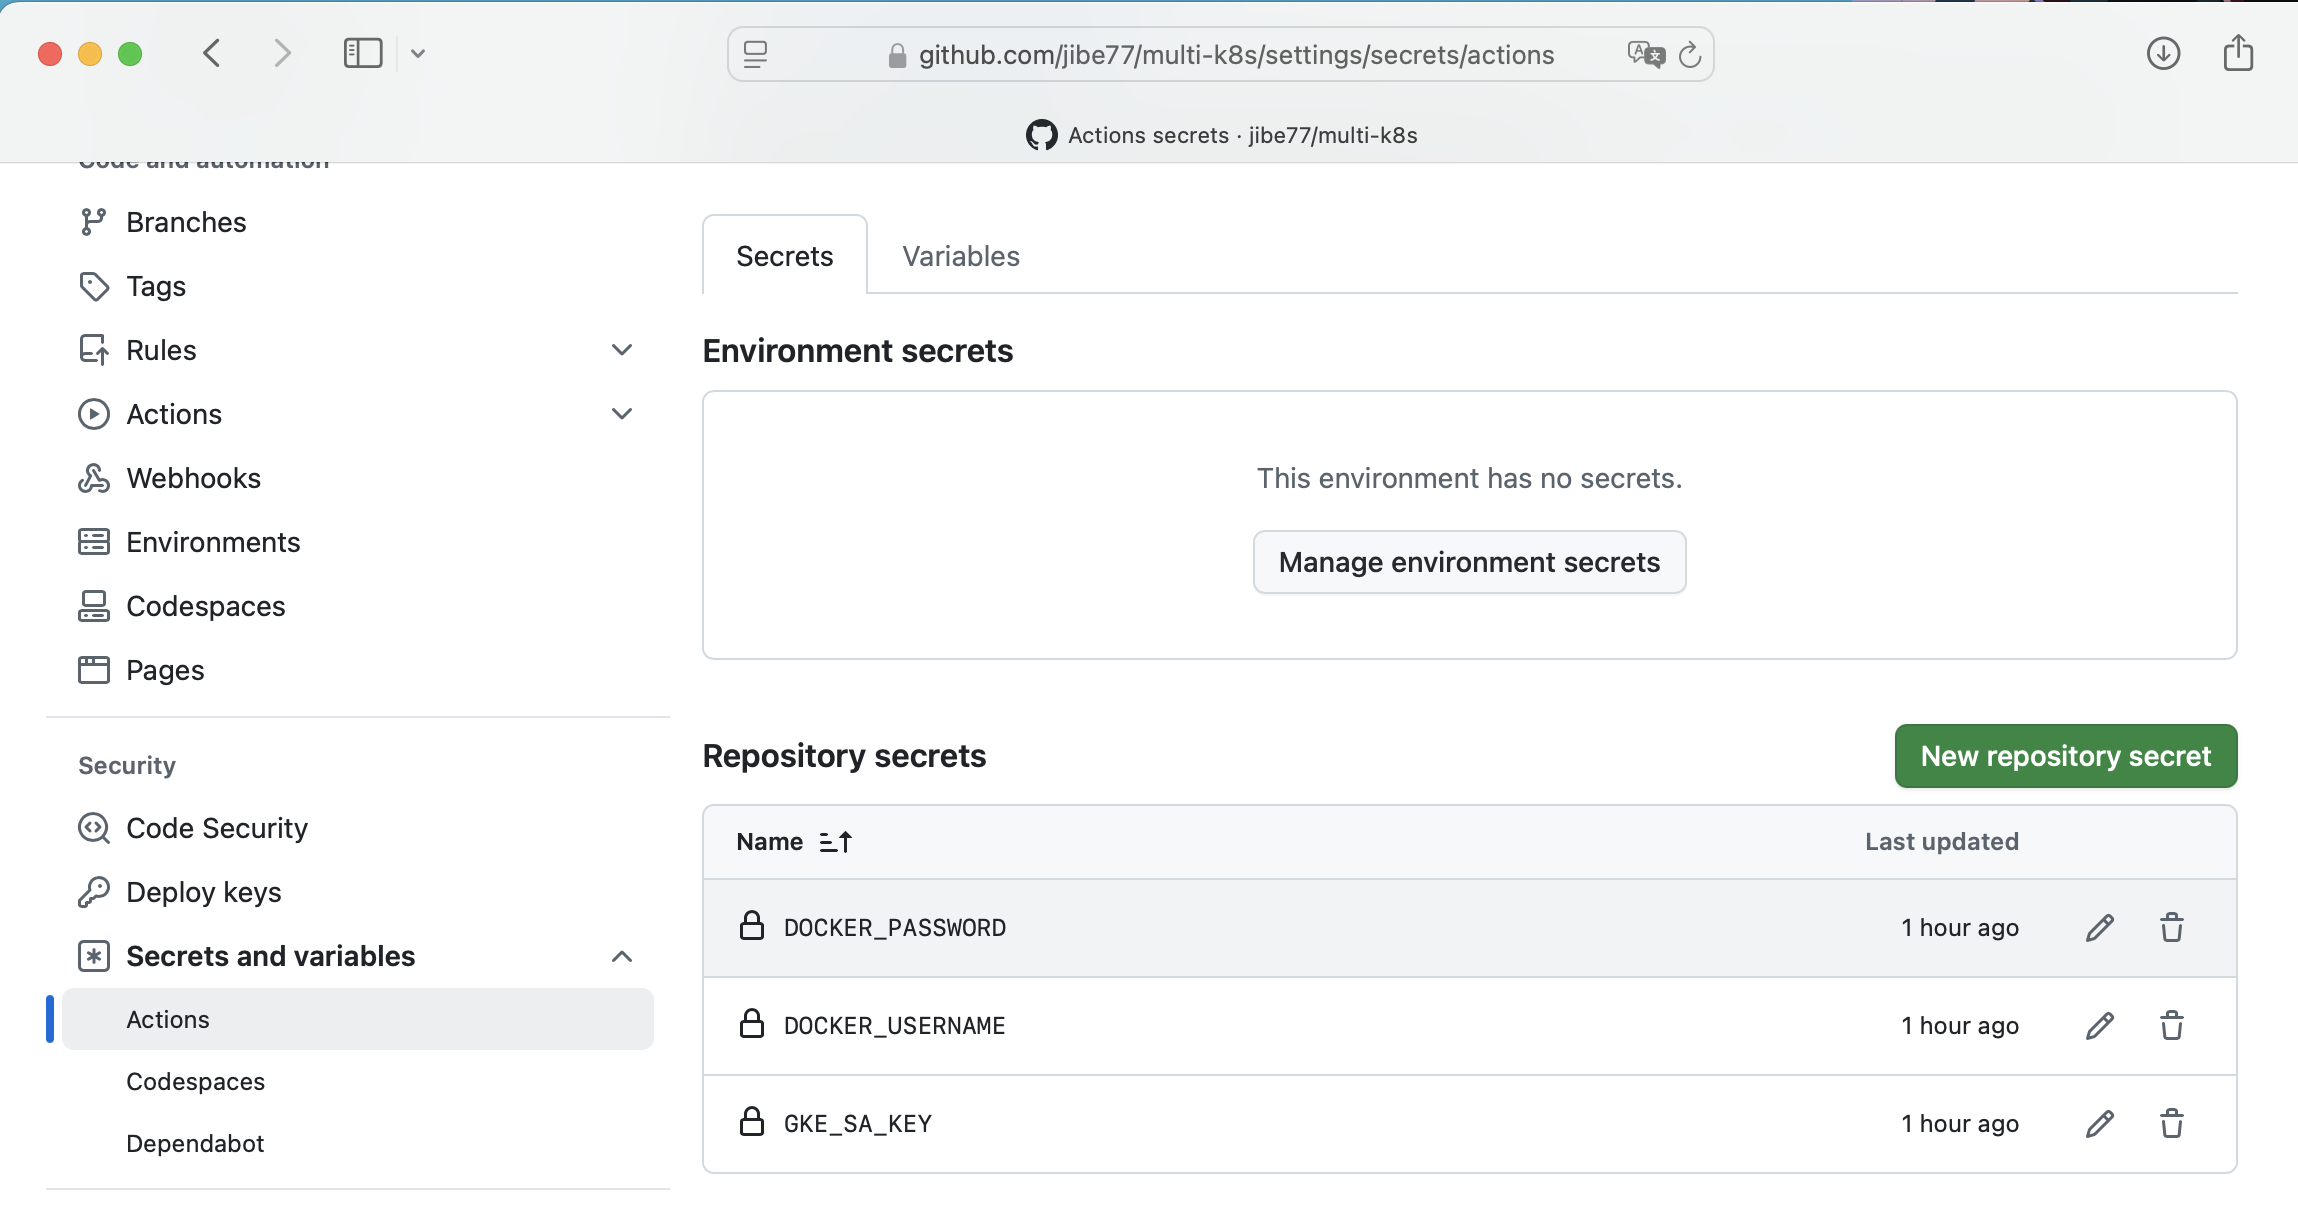 github.com/jibe77/multi-k8s/settings/secrets/actions
Actions secrets · jibe77/multi-k8s
Code and automation
Branches
Tags
Rules
Actions
Webhooks
Environments
Codespaces
Pages
Security
Code Security
Deploy keys
Secrets and variables
Actions
Codespaces
Dependabot
Secrets
Variables
Environment secrets
This environment has no secrets.
Manage environment secrets
Repository secrets
New repository secret
Name
Last updated
DOCKER_PASSWORD
1 hour ago
DOCKER_USERNAME
1 hour ago
GKE_SA_KEY
1 hour ago